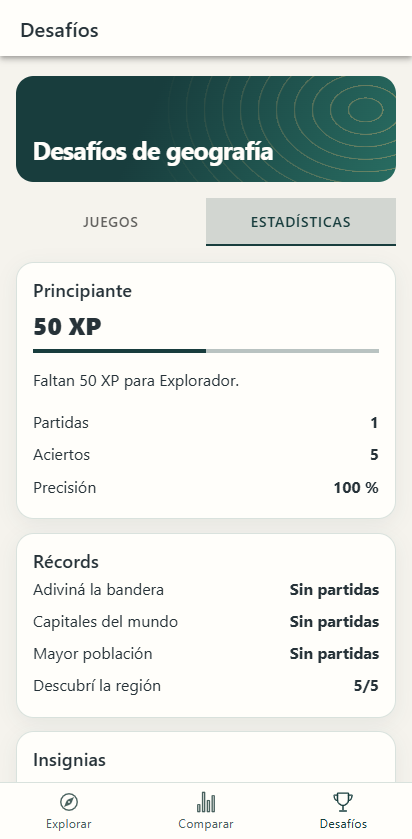 Desafíos
Desafíos de geografía
JUEGOS
ESTADÍSTICAS
Principiante
50 XP
Faltan 50 XP para Explorador.
Partidas 1
Aciertos 5
Precisión 100 %
Récords
Adiviná la bandera Sin partidas
Capitales del mundo Sin partidas
Mayor población Sin partidas
Descubrí la región 5/5
Insignias
Explorar
Comparar
Desafíos